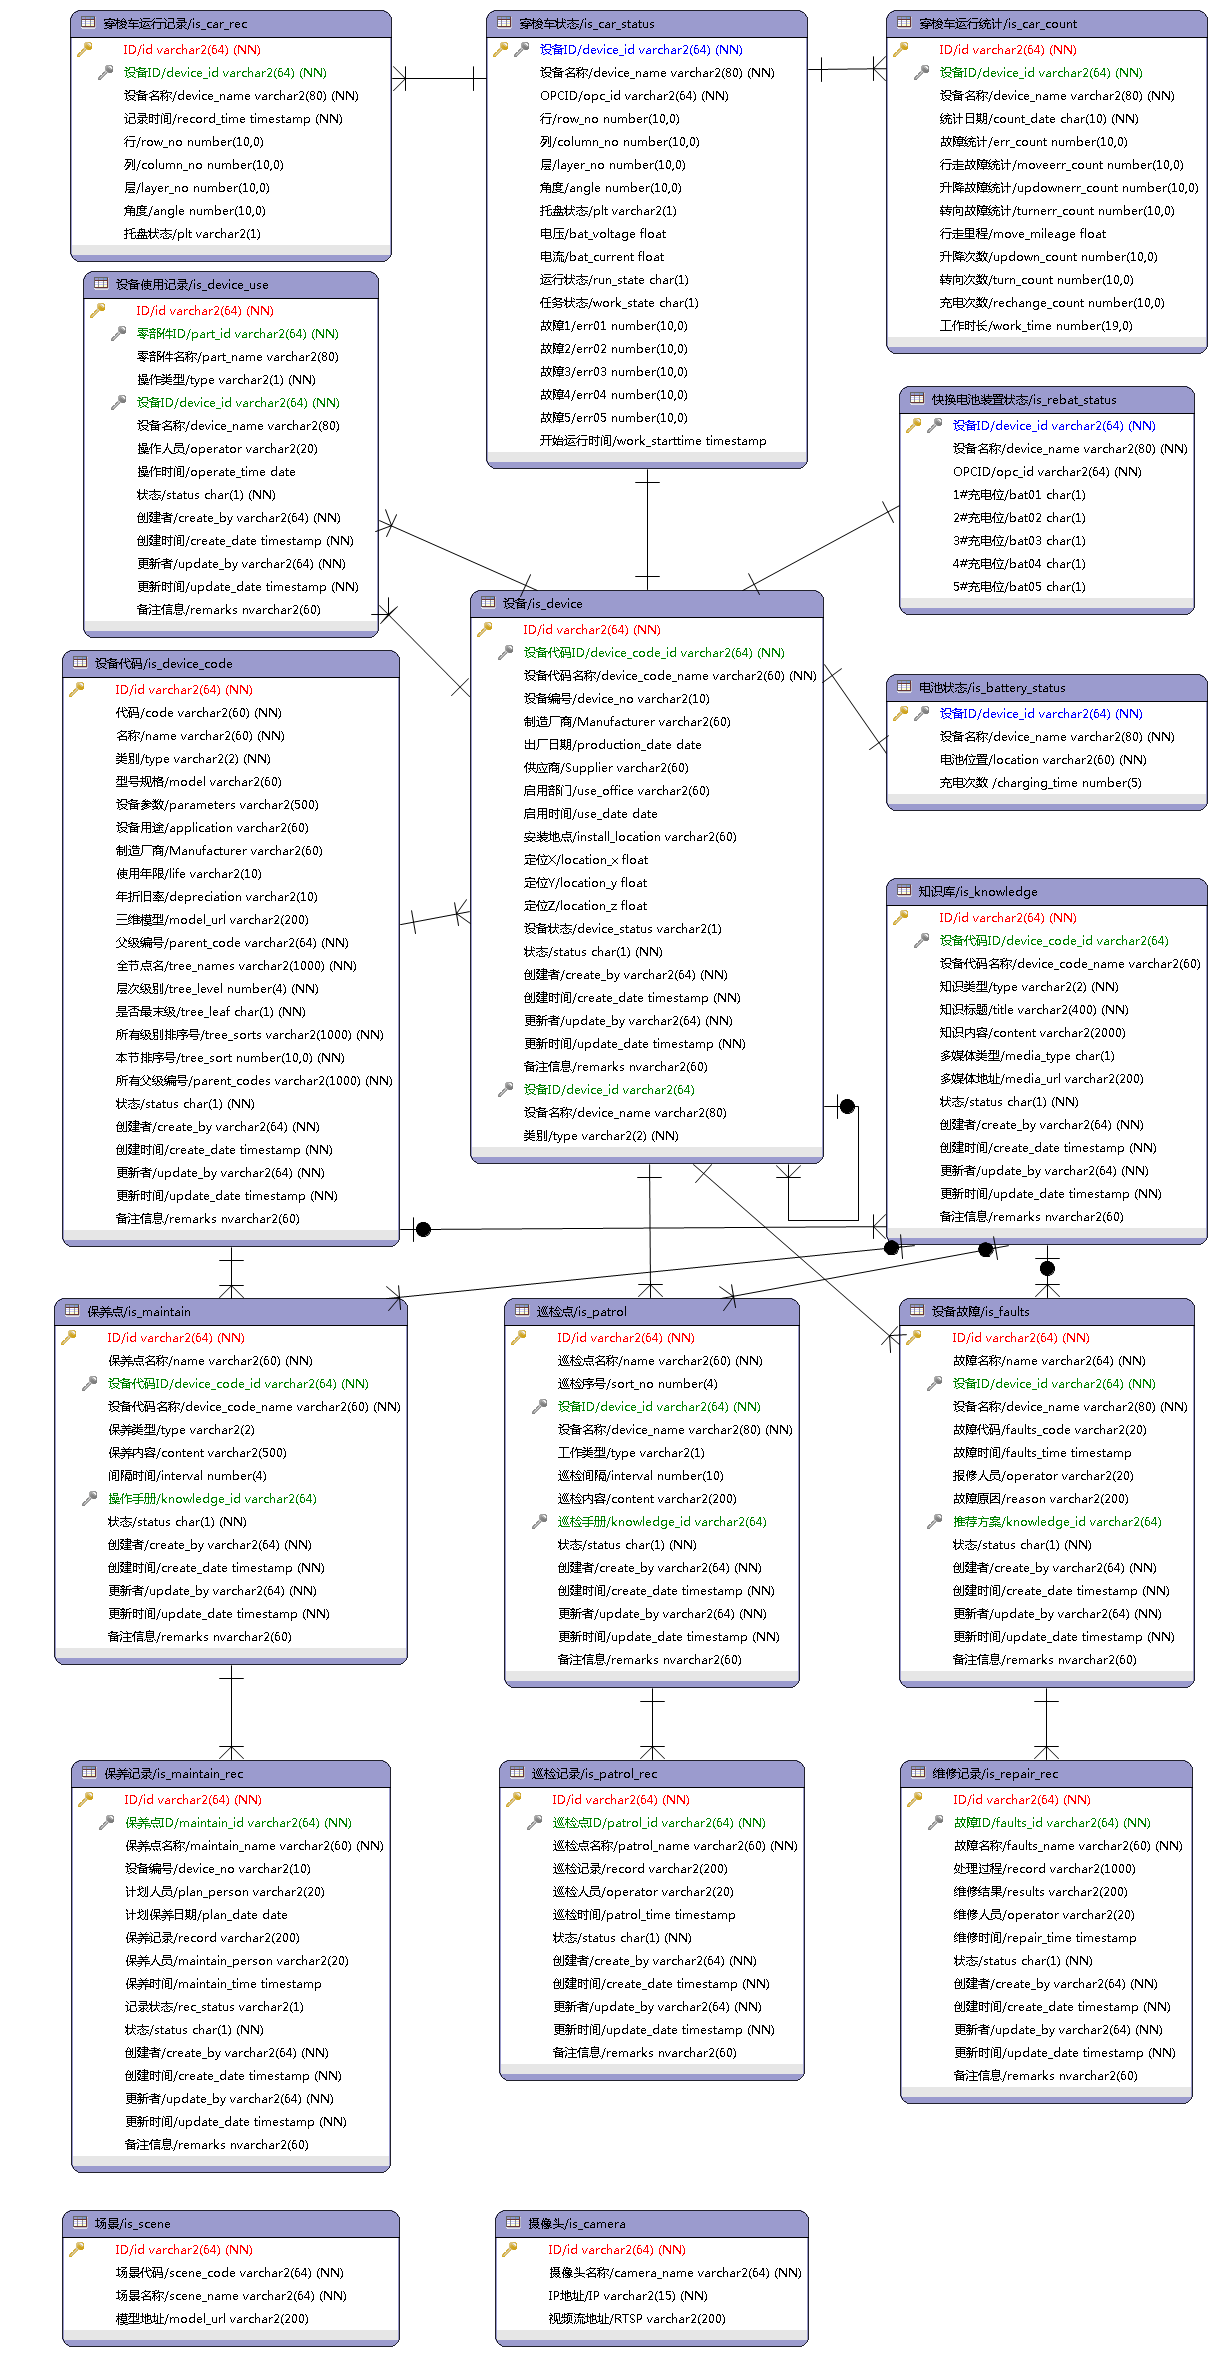 穿梭车运行记录/is_car_rec
ID/id varchar2(64) (NN)
设备ID/device_id varchar2(64) (NN)
设备名称/device_name varchar2(80) (NN)
记录时间/record_time timestamp (NN)
行/row_no number(10,0)
列/column_no number(10,0)
层/layer_no number(10,0)
角度/angle number(10,0)
托盘状态/plt varchar2(1)
穿梭车状态/is_car_status
设备ID/device_id varchar2(64) (NN)
设备名称/device_name varchar2(80) (NN)
OPCID/opc_id varchar2(64) (NN)
行/row_no number(10,0)
列/column_no number(10,0)
层/layer_no number(10,0)
角度/angle number(10,0)
托盘状态/plt varchar2(1)
电压/bat_voltage float
电流/bat_current float
运行状态/run_state char(1)
任务状态/work_state char(1)
故障1/err01 number(10,0)
故障2/err02 number(10,0)
故障3/err03 number(10,0)
故障4/err04 number(10,0)
故障5/err05 number(10,0)
开始运行时间/work_starttime timestamp
穿梭车运行统计/is_car_count
ID/id varchar2(64) (NN)
设备ID/device_id varchar2(64) (NN)
设备名称/device_name varchar2(80) (NN)
统计日期/count_date char(10) (NN)
故障统计/err_count number(10,0)
行走故障统计/moveerr_count number(10,0)
升降故障统计/updownerr_count number(10,0)
转向故障统计/turnerr_count number(10,0)
行走里程/move_mileage float
升降次数/updown_count number(10,0)
转向次数/turn_count number(10,0)
充电次数/rechange_count number(10,0)
工作时长/work_time number(19,0)
设备使用记录/is_device_use
ID/id varchar2(64) (NN)
零部件ID/part_id varchar2(64) (NN)
零部件名称/part_name varchar2(80)
操作类型/type varchar2(1) (NN)
设备ID/device_id varchar2(64) (NN)
设备名称/device_name varchar2(80)
操作人员/operator varchar2(20)
操作时间/operate_time date
状态/status char(1) (NN)
创建者/create_by varchar2(64) (NN)
创建时间/create_date timestamp (NN)
更新者/update_by varchar2(64) (NN)
更新时间/update_date timestamp (NN)
备注信息/remarks nvarchar2(60)
快换电池装置状态/is_rebat_status
设备ID/device_id varchar2(64) (NN)
设备名称/device_name varchar2(80) (NN)
OPCID/opc_id varchar2(64) (NN)
1#充电位/bat01 char(1)
2#充电位/bat02 char(1)
3#充电位/bat03 char(1)
4#充电位/bat04 char(1)
5#充电位/bat05 char(1)
设备/is_device
ID/id varchar2(64) (NN)
设备代码ID/device_code_id varchar2(64) (NN)
设备代码名称/device_code_name varchar2(60) (NN)
设备编号/device_no varchar2(10)
制造厂商/Manufacturer varchar2(60)
出厂日期/production_date date
供应商/Supplier varchar2(60)
启用部门/use_office varchar2(60)
启用时间/use_date date
安装地点/install_location varchar2(60)
定位X/location_x float
定位Y/location_y float
定位Z/location_z float
设备状态/device_status varchar2(1)
状态/status char(1) (NN)
创建者/create_by varchar2(64) (NN)
创建时间/create_date timestamp (NN)
更新者/update_by varchar2(64) (NN)
更新时间/update_date timestamp (NN)
备注信息/remarks nvarchar2(60)
设备ID/device_id varchar2(64)
设备名称/device_name varchar2(80)
类别/type varchar2(2) (NN)
设备代码/is_device_code
ID/id varchar2(64) (NN)
代码/code varchar2(60) (NN)
名称/name varchar2(60) (NN)
类别/type varchar2(2) (NN)
型号规格/model varchar2(60)
设备参数/parameters varchar2(500)
设备用途/application varchar2(60)
制造厂商/Manufacturer varchar2(60)
使用年限/life varchar2(10)
年折旧率/depreciation varchar2(10)
三维模型/model_url varchar2(200)
父级编号/parent_code varchar2(64) (NN)
全节点名/tree_names varchar2(1000) (NN)
层次级别/tree_level number(4) (NN)
是否最末级/tree_leaf char(1) (NN)
所有级别排序号/tree_sorts varchar2(1000) (NN)
本节排序号/tree_sort number(10,0) (NN)
所有父级编号/parent_codes varchar2(1000) (NN)
状态/status char(1) (NN)
创建者/create_by varchar2(64) (NN)
创建时间/create_date timestamp (NN)
更新者/update_by varchar2(64) (NN)
更新时间/update_date timestamp (NN)
备注信息/remarks nvarchar2(60)
电池状态/is_battery_status
设备ID/device_id varchar2(64) (NN)
设备名称/device_name varchar2(80) (NN)
电池位置/location varchar2(60) (NN)
充电次数 /charging_time number(5)
知识库/is_knowledge
ID/id varchar2(64) (NN)
设备代码ID/device_code_id varchar2(64)
设备代码名称/device_code_name varchar2(60)
知识类型/type varchar2(2) (NN)
知识标题/title varchar2(400) (NN)
知识内容/content varchar2(2000)
多媒体类型/media_type char(1)
多媒体地址/media_url varchar2(200)
状态/status char(1) (NN)
创建者/create_by varchar2(64) (NN)
创建时间/create_date timestamp (NN)
更新者/update_by varchar2(64) (NN)
更新时间/update_date timestamp (NN)
备注信息/remarks nvarchar2(60)
保养点/is_maintain
ID/id varchar2(64) (NN)
保养点名称/name varchar2(60) (NN)
设备代码ID/device_code_id varchar2(64) (NN)
设备代码名称/device_code_name varchar2(60) (NN)
保养类型/type varchar2(2)
保养内容/content varchar2(500)
间隔时间/interval number(4)
操作手册/knowledge_id varchar2(64)
状态/status char(1) (NN)
创建者/create_by varchar2(64) (NN)
创建时间/create_date timestamp (NN)
更新者/update_by varchar2(64) (NN)
更新时间/update_date timestamp (NN)
备注信息/remarks nvarchar2(60)
巡检点/is_patrol
ID/id varchar2(64) (NN)
巡检点名称/name varchar2(60) (NN)
巡检序号/sort_no number(4)
设备ID/device_id varchar2(64) (NN)
设备名称/device_name varchar2(80) (NN)
工作类型/type varchar2(1)
巡检间隔/interval number(10)
巡检内容/content varchar2(200)
巡检手册/knowledge_id varchar2(64)
状态/status char(1) (NN)
创建者/create_by varchar2(64) (NN)
创建时间/create_date timestamp (NN)
更新者/update_by varchar2(64) (NN)
更新时间/update_date timestamp (NN)
备注信息/remarks nvarchar2(60)
设备故障/is_faults
ID/id varchar2(64) (NN)
故障名称/name varchar2(64) (NN)
设备ID/device_id varchar2(64) (NN)
设备名称/device_name varchar2(80) (NN)
故障代码/faults_code varchar2(20)
故障时间/faults_time timestamp
报修人员/operator varchar2(20)
故障原因/reason varchar2(200)
推荐方案/knowledge_id varchar2(64)
状态/status char(1) (NN)
创建者/create_by varchar2(64) (NN)
创建时间/create_date timestamp (NN)
更新者/update_by varchar2(64) (NN)
更新时间/update_date timestamp (NN)
备注信息/remarks nvarchar2(60)
保养记录/is_maintain_rec
ID/id varchar2(64) (NN)
保养点ID/maintain_id varchar2(64) (NN)
保养点名称/maintain_name varchar2(60) (NN)
设备编号/device_no varchar2(10)
计划人员/plan_person varchar2(20)
计划保养日期/plan_date date
保养记录/record varchar2(200)
保养人员/maintain_person varchar2(20)
保养时间/maintain_time timestamp
记录状态/rec_status varchar2(1)
状态/status char(1) (NN)
创建者/create_by varchar2(64) (NN)
创建时间/create_date timestamp (NN)
更新者/update_by varchar2(64) (NN)
更新时间/update_date timestamp (NN)
备注信息/remarks nvarchar2(60)
巡检记录/is_patrol_rec
ID/id varchar2(64) (NN)
巡检点ID/patrol_id varchar2(64) (NN)
巡检点名称/patrol_name varchar2(60) (NN)
巡检记录/record varchar2(200)
巡检人员/operator varchar2(20)
巡检时间/patrol_time timestamp
状态/status char(1) (NN)
创建者/create_by varchar2(64) (NN)
创建时间/create_date timestamp (NN)
更新者/update_by varchar2(64) (NN)
更新时间/update_date timestamp (NN)
备注信息/remarks nvarchar2(60)
维修记录/is_repair_rec
ID/id varchar2(64) (NN)
故障ID/faults_id varchar2(64) (NN)
故障名称/faults_name varchar2(60) (NN)
处理过程/record varchar2(1000)
维修结果/results varchar2(200)
维修人员/operator varchar2(20)
维修时间/repair_time timestamp
状态/status char(1) (NN)
创建者/create_by varchar2(64) (NN)
创建时间/create_date timestamp (NN)
更新者/update_by varchar2(64) (NN)
更新时间/update_date timestamp (NN)
备注信息/remarks nvarchar2(60)
场景/is_scene
ID/id varchar2(64) (NN)
场景代码/scene_code varchar2(64) (NN)
场景名称/scene_name varchar2(64) (NN)
模型地址/model_url varchar2(200)
摄像头/is_camera
ID/id varchar2(64) (NN)
摄像头名称/camera_name varchar2(64) (NN)
IP地址/IP varchar2(15) (NN)
视频流地址/RTSP varchar2(200)